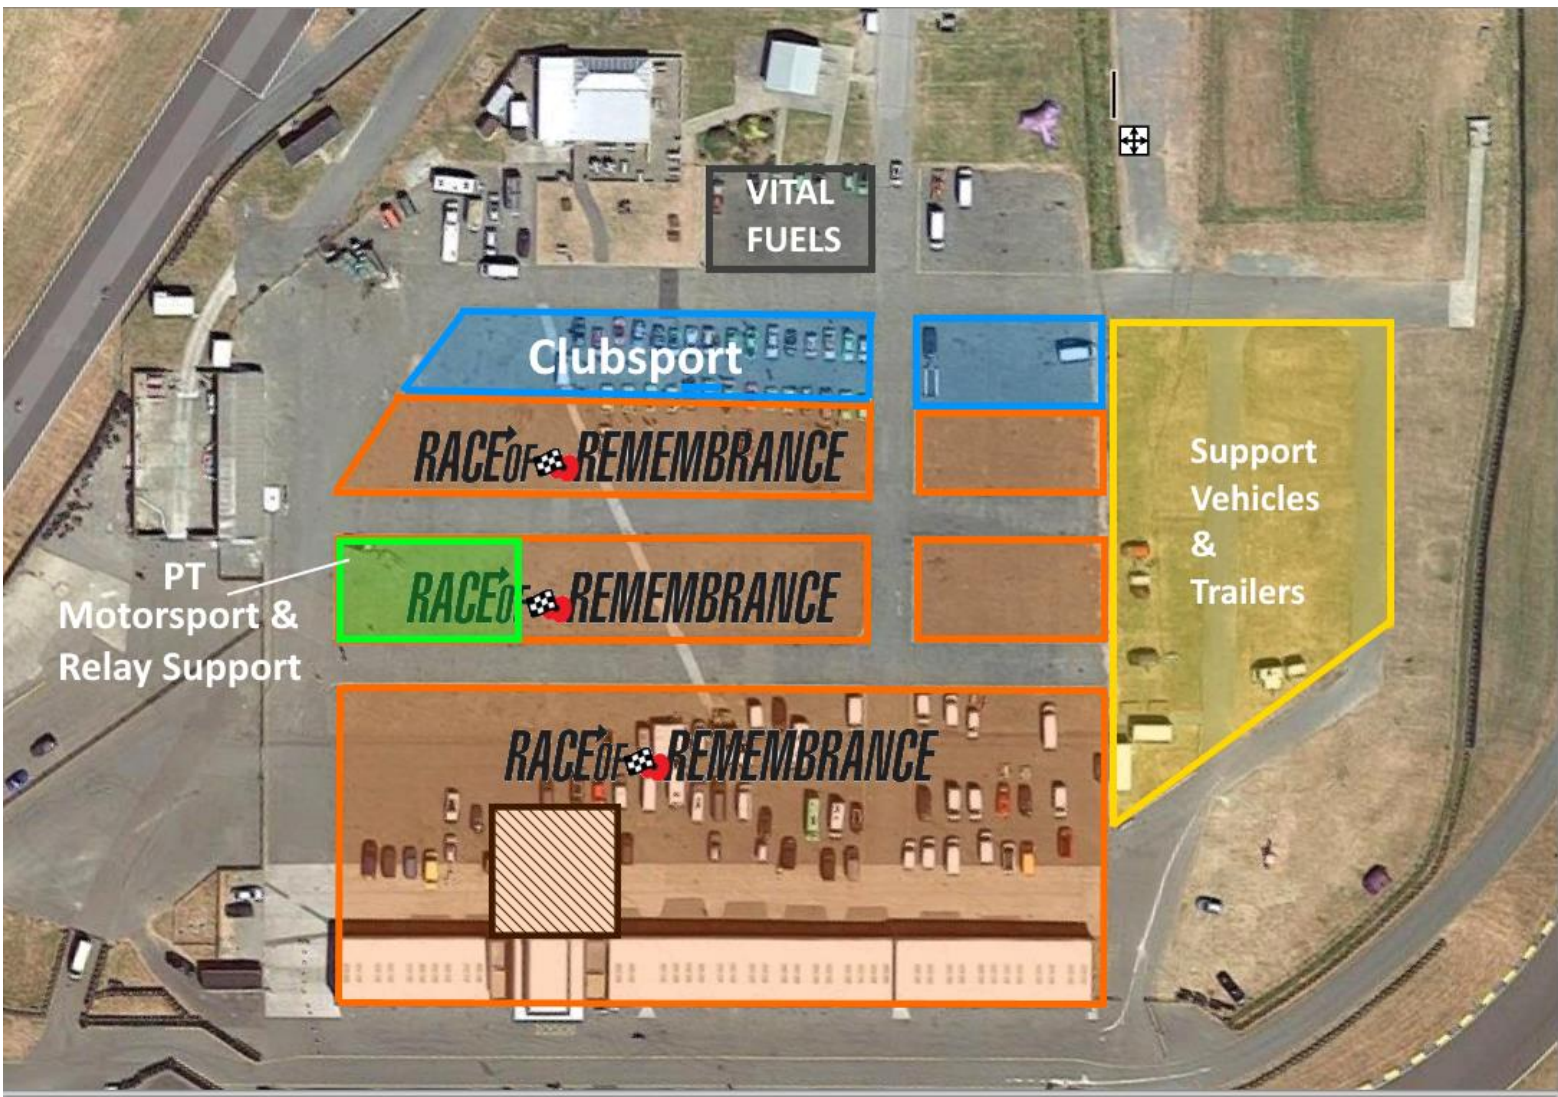 VITAL
FUELS
Clubsport
RACE OF REMEMBRANCE
Support
Vehicles
&
Trailers
RACE OF REMEMBRANCE
PT
Motorsport &
Relay Support
RACE OF REMEMBRANCE